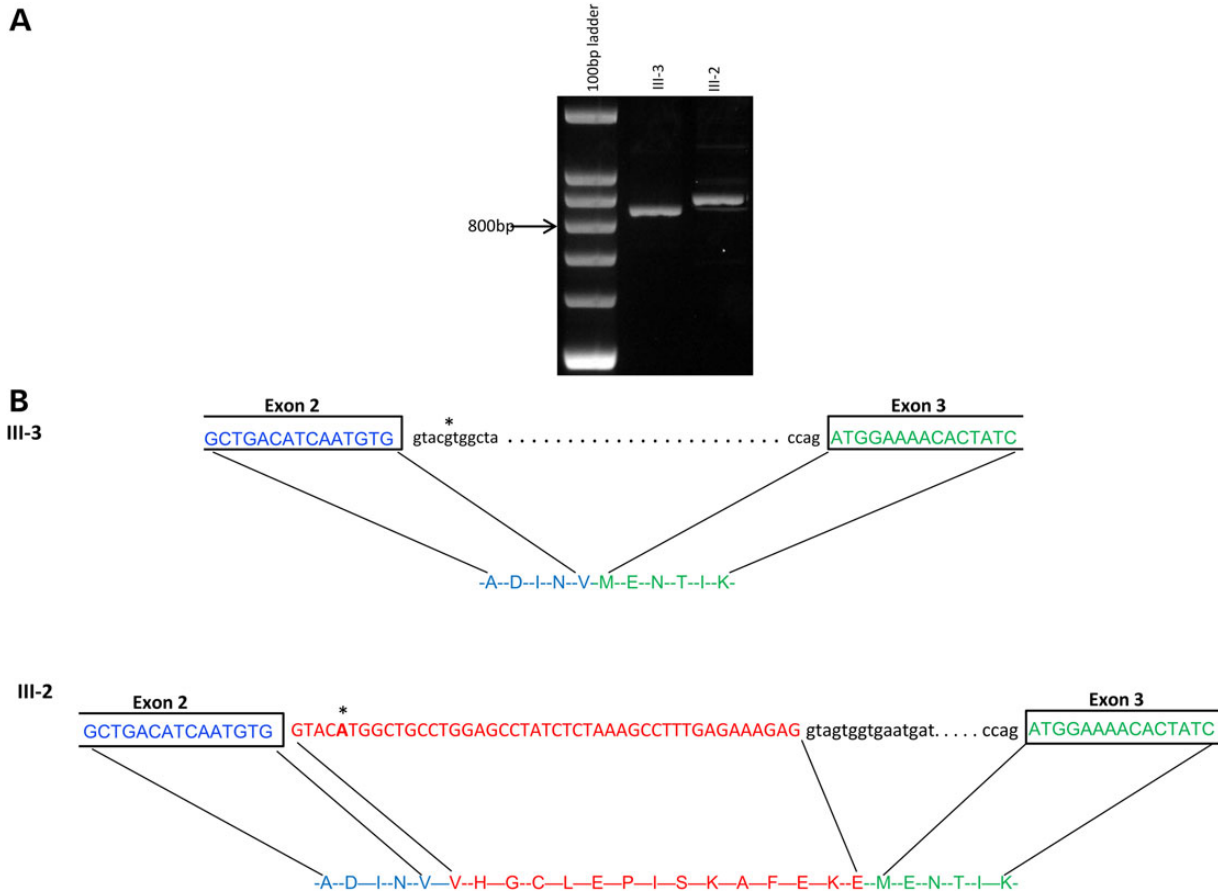 A
100bp ladder
III-3
III-2
800bp
B
III-3
Exon 2
Exon 3
*
GCTGACATCAATGTG gtacgtggcta . . . . . . . . . . . . . . . . . . . . . . . . ccag ATGGAAAACACTATC
-A--D--I--N--V--M--E--N--T--I--K-
III-2
Exon 2
Exon 3
*
GCTGACATCAATGTG GTACATGGCTGCCTGGAGCCTATCTCTAAAGCCTTTGAGAAAGAG gtagtggtgaatgat. . . . . ccag ATGGAAAACACTATC
-A--D—I--N--V—V--H—G--C—L—E—P—I—S—K—A—F—E—K—E--M—E—N—T—I—K-